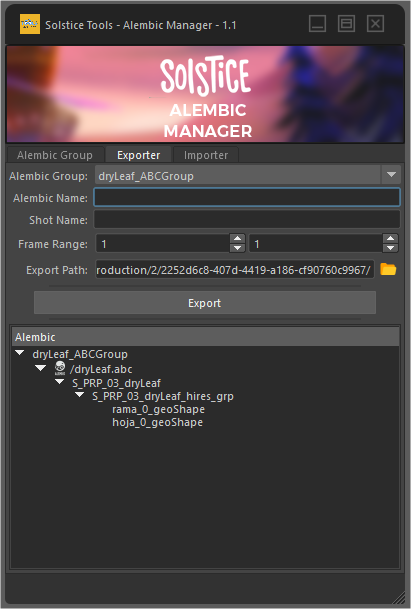 Solstice Tools - Alembic Manager - 1.1
SOLSTICE
ALEMBIC
MANAGER
Alembic Group Exporter Importer
Alembic Group: dryLeaf_ABCGroup
Alembic Name:
Shot Name:
Frame Range: 1 1
Export Path: roduction/2/2252d6c8-407d-4419-a186-cf90760c9967/
Export
Alembic
dryLeaf_ABCGroup
/dryLeaf.abc
S_PRP_03_dryLeaf
S_PRP_03_dryLeaf_hires_grp
rama_0_geoShape
hoja_0_geoShape